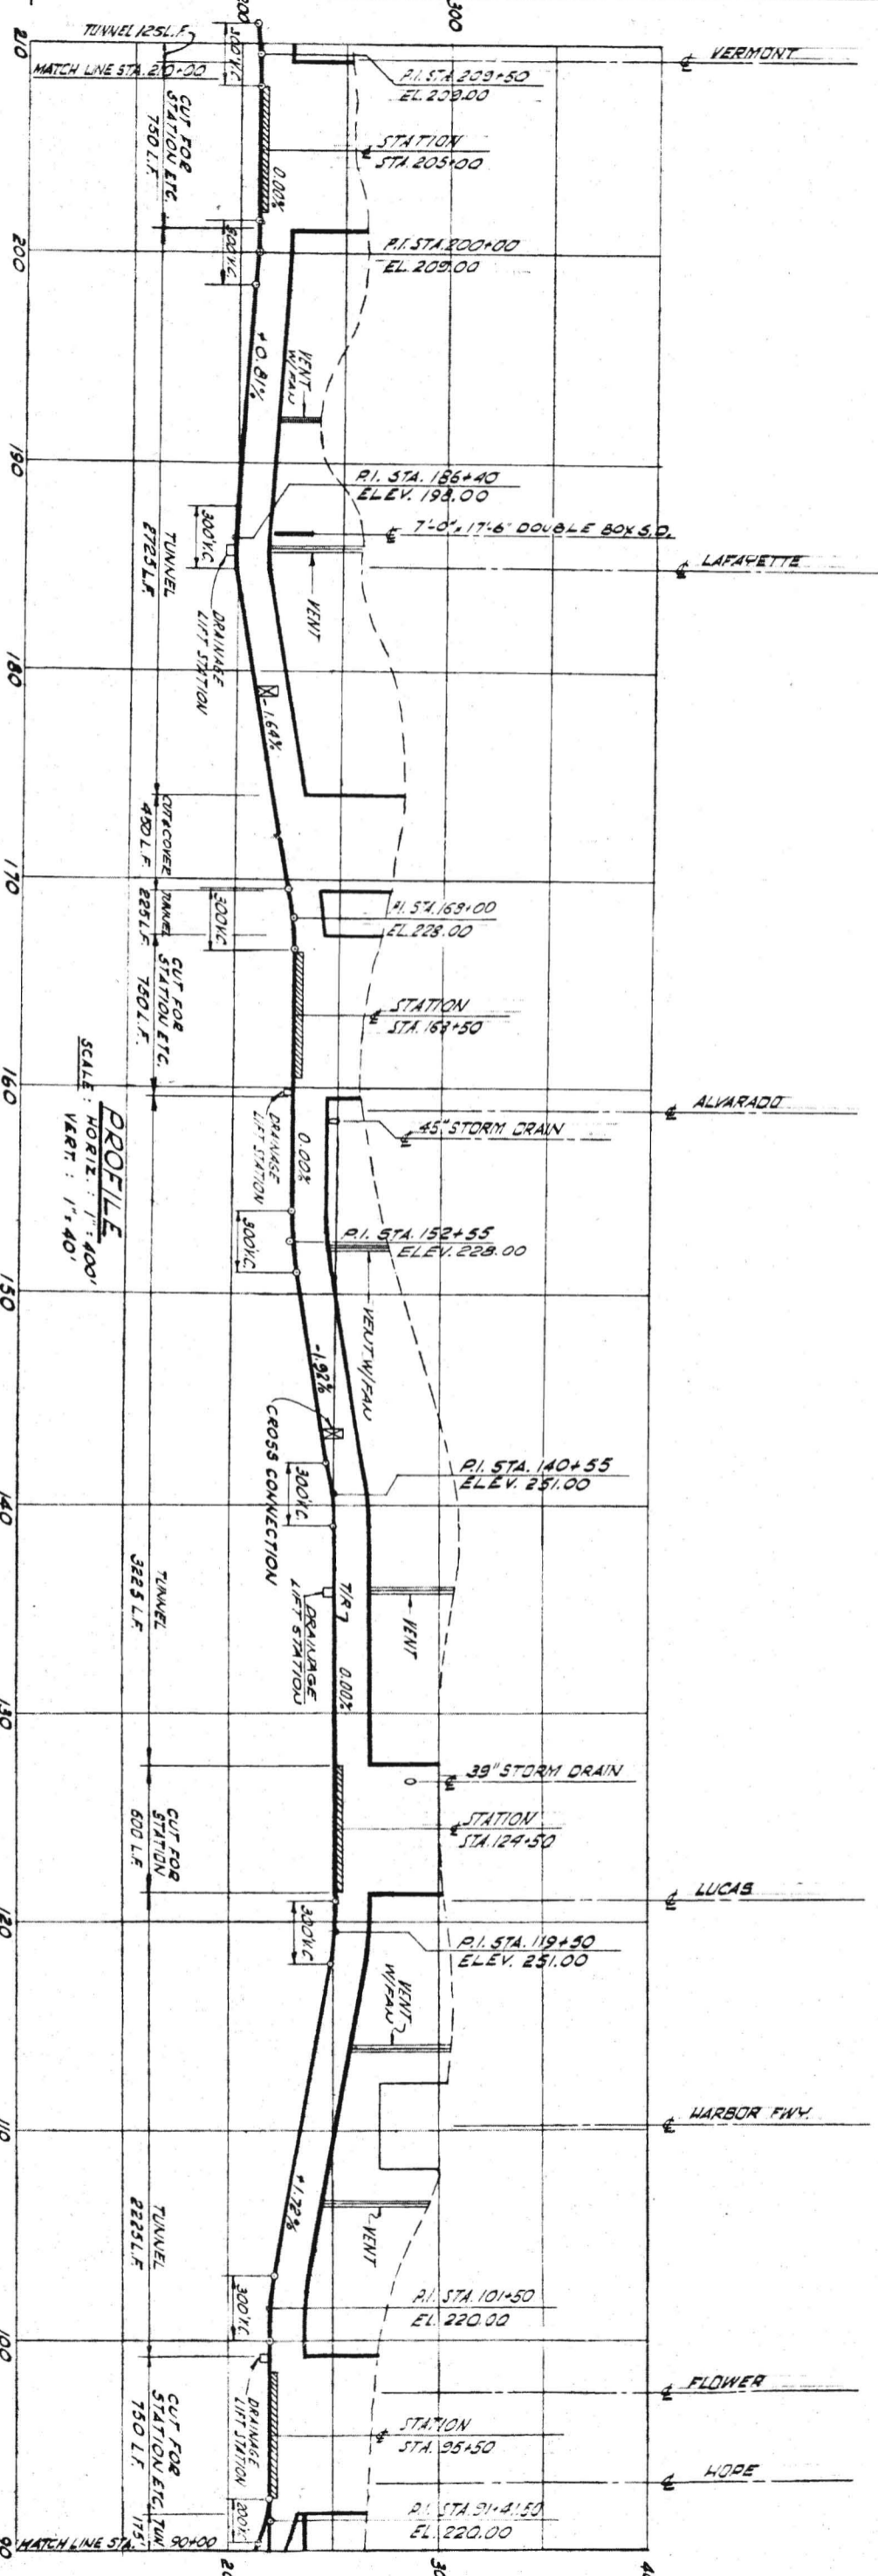 TUNNEL 125 L.F.
300
VERMONT
210
MATCH LINE STA. 210+00
300'V.C.
P.I. STA. 209+50
EL. 209.00
CUT FOR
STATION ETC.
750 L.F.
STATION
STA. 205+00
0.00%
200
300'V.C.
P.I. STA. 200+00
EL. 209.00
+0.81%
VENT
W/FAN
190
P.I. STA. 186+40
ELEV. 198.00
7'-0" x 17'-6" DOUBLE BOX S.D.
300'V.C.
LAFAYETTE
TUNNEL
2725 L.F.
VENT
DRAINAGE
LIFT STATION
180
-1.64%
CUT & COVER
450 L.F.
170
TUNNEL
225 L.F.
300'V.C.
P.I. STA. 169+00
EL. 228.00
CUT FOR
STATION ETC.
750 L.F.
STATION
STA. 163+50
160
ALVARADO
45" STORM DRAIN
DRAINAGE
LIFT STATION
0.00%
PROFILE
SCALE: HORIZ.: 1"=400'
VERT.: 1"=40'
300'V.C.
P.I. STA. 152+55
ELEV. 228.00
150
VENT W/FAN
-1.92%
CROSS CONNECTION
300'V.C.
P.I. STA. 140+55
ELEV. 251.00
140
TUNNEL
3225 L.F.
T/R
DRAINAGE
LIFT STATION
VENT
0.00%
130
39" STORM DRAIN
CUT FOR
STATION
600 L.F.
STATION
STA. 124+50
LUCAS
120
300'V.C.
P.I. STA. 119+50
ELEV. 251.00
VENT
W/FAN
110
HARBOR FWY.
+1.72%
VENT
TUNNEL
2225 L.F.
300'V.C.
P.I. STA. 101+50
EL. 220.00
100
FLOWER
DRAINAGE
LIFT STATION
STATION
STA. 95+50
CUT FOR
STATION ETC.
750 L.F.
HOPE
TUN
175'
200'V.C.
P.I. STA. 91+41.50
EL. 220.00
90
MATCH LINE STA. 90+00